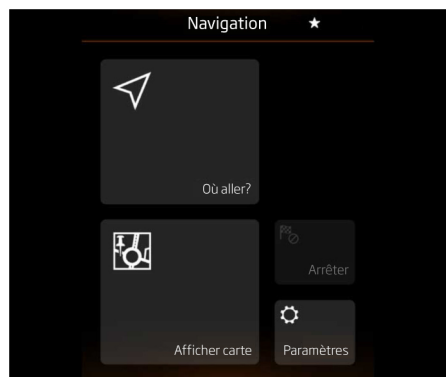 Navigation
Où aller?
Arrêter
Afficher carte
Paramètres